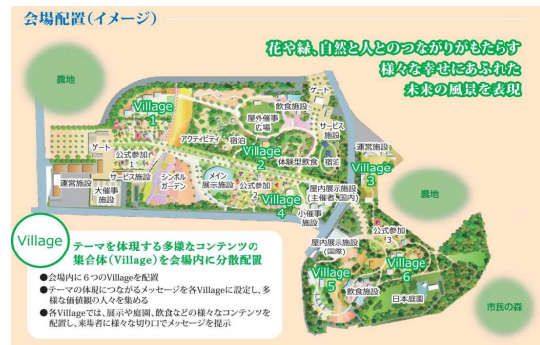 会場配置（イメージ）
花や緑、自然と人とのつながりがもたらす
様々な幸せにあふれた
未来の風景を表現
農地
Village
1
ゲート
飲食施設
屋外催事
広場
サービス
施設
アクティビティ
宿泊
Village
2
体験型飲食
宿泊
運営施設
Village
3
ゲート
公式参加
1
サービス施設
運営施設
大催事
施設
シンボル
ガーデン
メイン
展示施設
公式参加
2
Village
4
屋内展示施設
（主催者、国内）
小催事
施設
農地
公式参加
3
屋内展示施設
（国際）
Village
5
Village
6
飲食施設
日本庭園
市民の森
Village
テーマを体現する多様なコンテンツの
集合体（Village）を会場内に分散配置
●会場内に６つのVillageを配置
●テーマの体現につながるメッセージを各Villageに設定し、多
様な価値観の人々を集める
●各Villageでは、展示や庭園、飲食などの様々なコンテンツを
配置し、来場者に様々な切り口でメッセージを提示